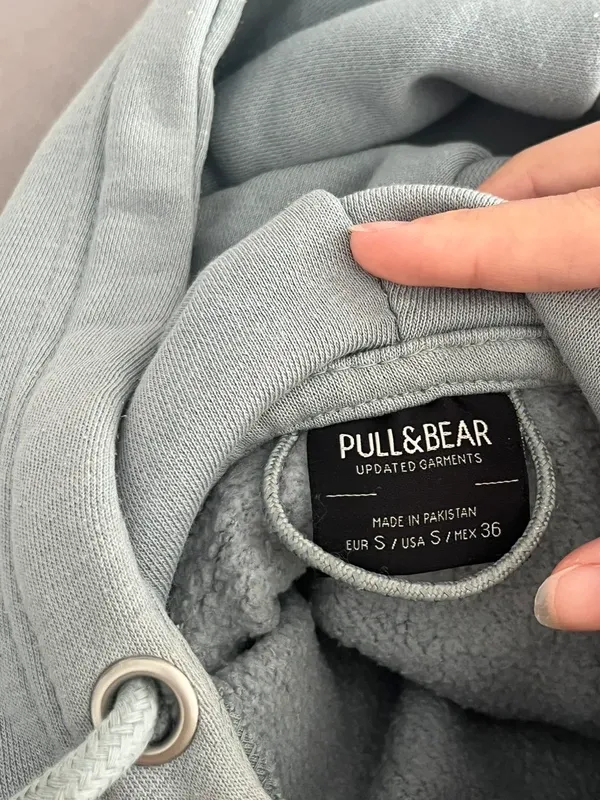 PULL&BEAR
UPDATED GARMENTS
MADE IN PAKISTAN
EUR S / USA S / MEX 36